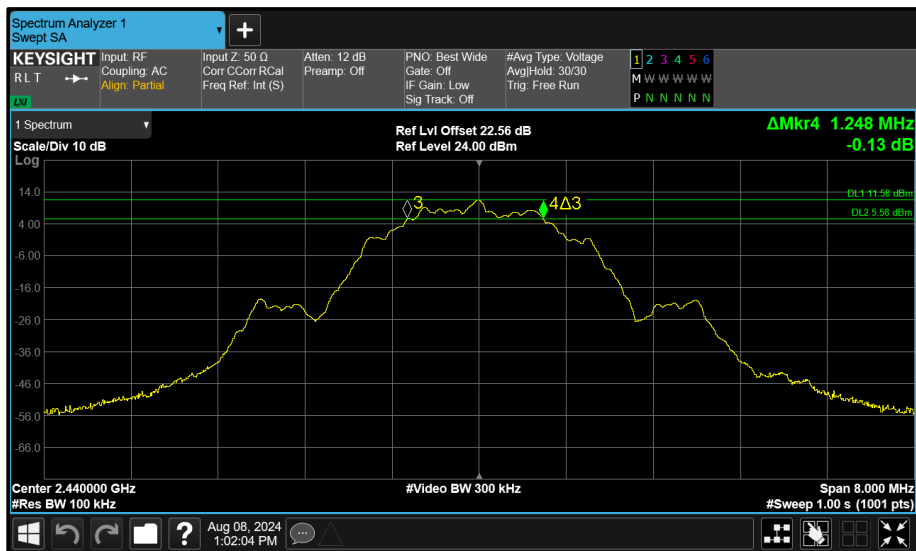 Spectrum Analyzer 1
Swept SA
KEYSIGHT
RLT
LXI
Input: RF
Coupling: AC
Align: Partial
Input Z: 50 Ω
Corr CCorr RCal
Freq Ref: Int (S)
Atten: 12 dB
Preamp: Off
PNO: Best Wide
Gate: Off
IF Gain: Low
Sig Track: Off
#Avg Type: Voltage
Avg|Hold: 30/30
Trig: Free Run
1 2 3 4 5 6
M W W W W W
P N N N N N
1 Spectrum
Scale/Div 10 dB
Ref Lvl Offset 22.56 dB
Ref Level 24.00 dBm
ΔMkr4 1.248 MHz
-0.13 dB
Log
14.0
4.00
-6.00
-16.0
-26.0
-36.0
-46.0
-56.0
-66.0
3
4Δ3
DL1 11.58 dBm
DL2 5.58 dBm
Center 2.440000 GHz
#Res BW 100 kHz
#Video BW 300 kHz
Span 8.000 MHz
#Sweep 1.00 s (1001 pts)
?
Aug 08, 2024
1:02:04 PM